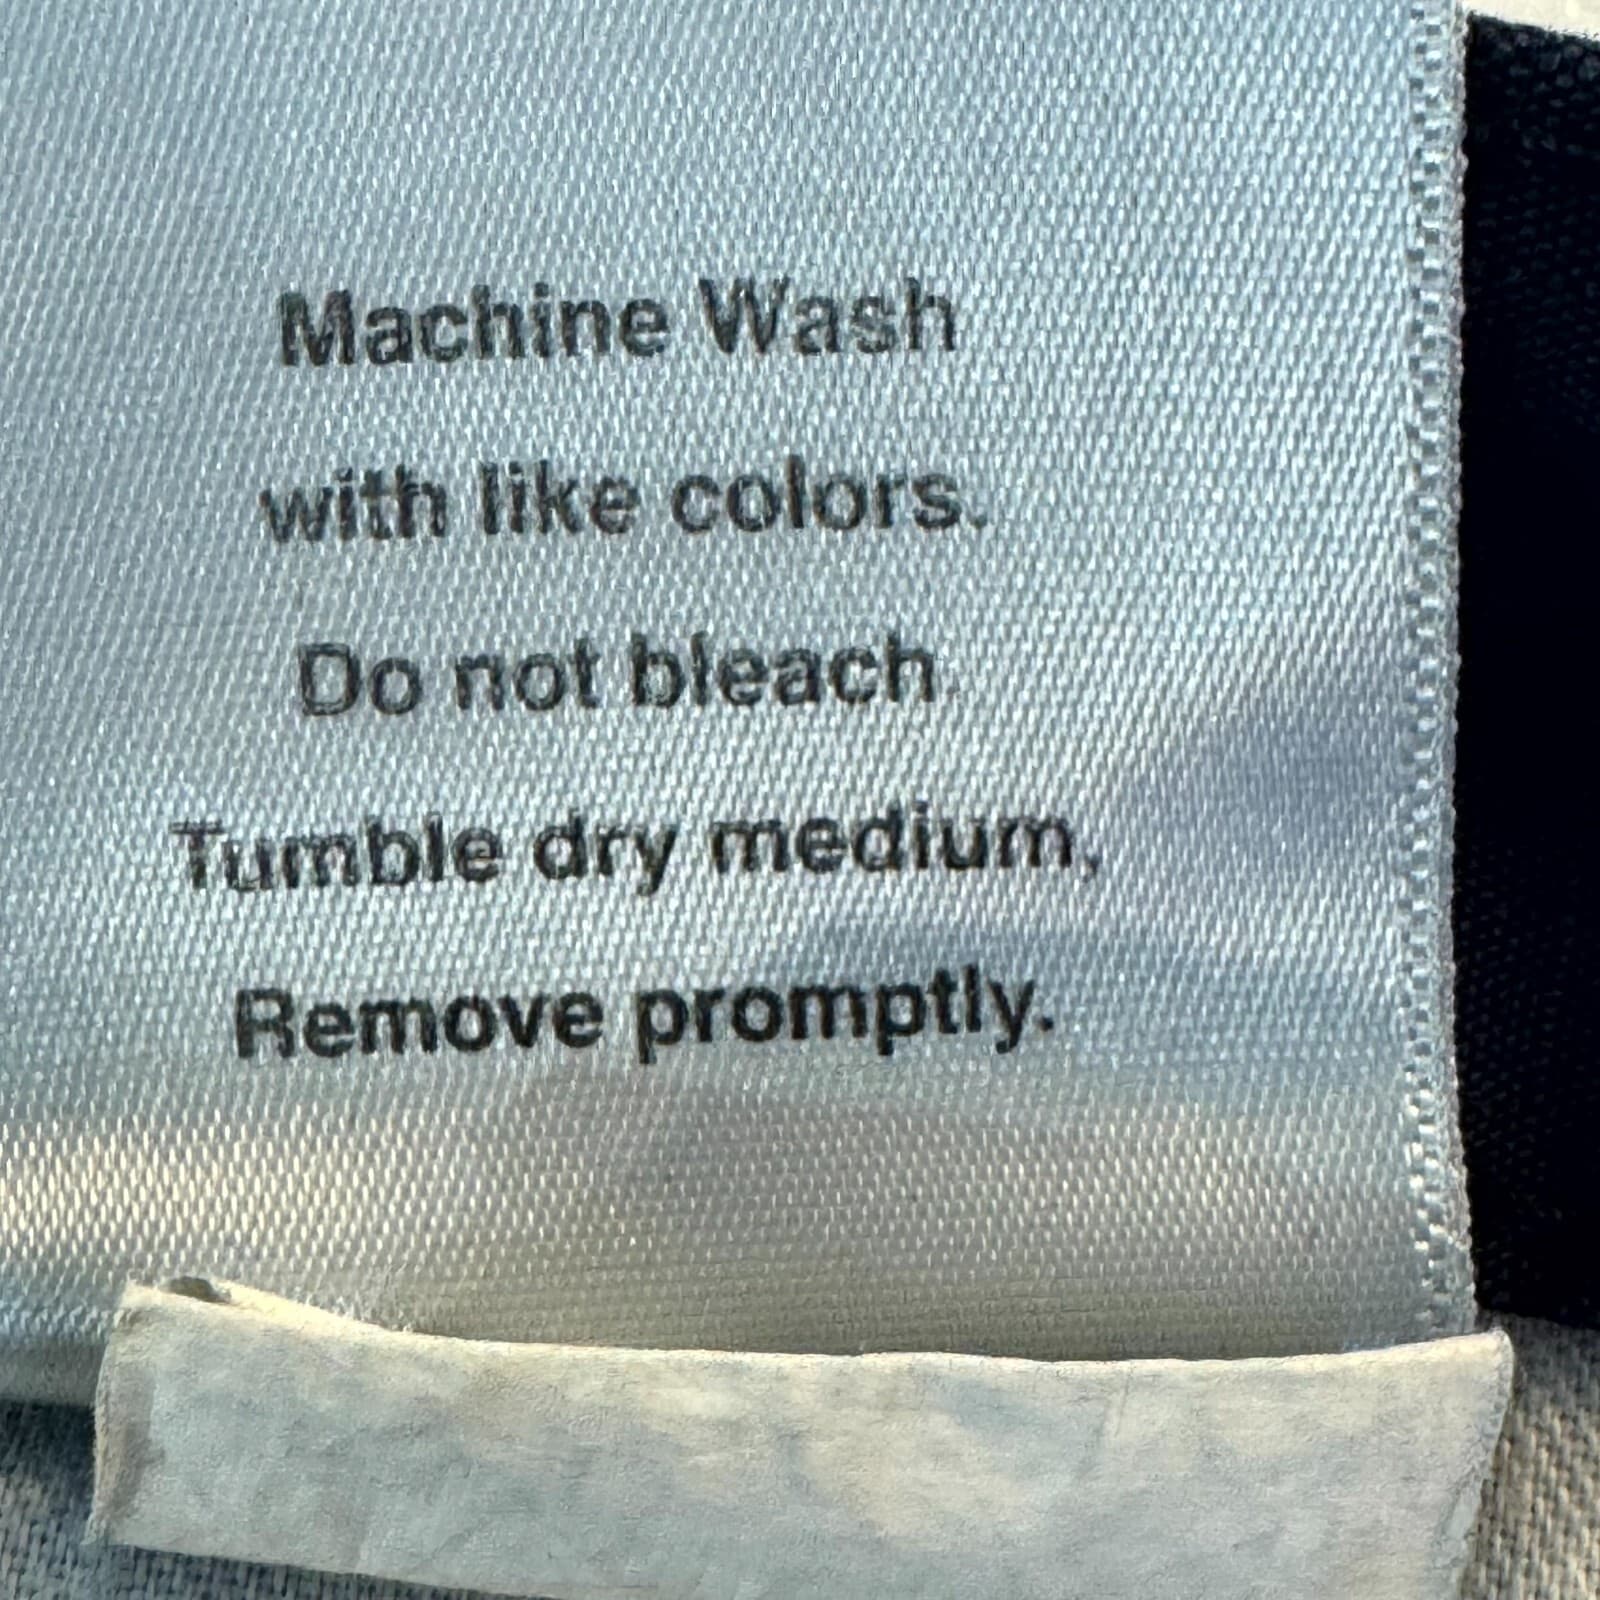 Machine Wash
with like colors.
Do not bleach.
Tumble dry medium,
Remove promptly.